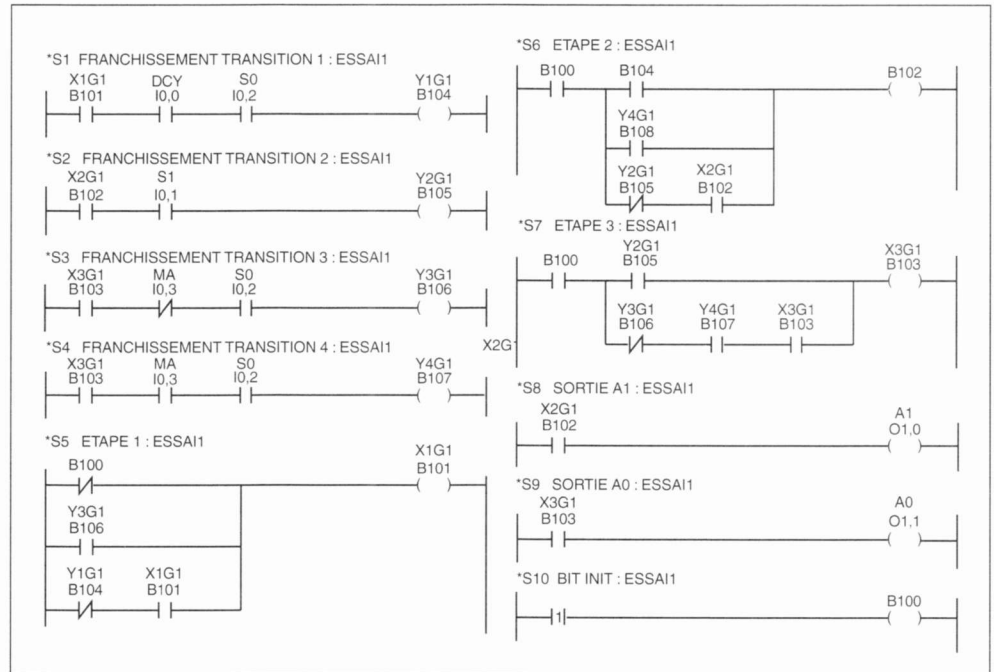 *S1 FRANCHISSEMENT TRANSITION 1 : ESSAI1
X1G1 DCY S0 Y1G1
B101 I0,0 I0,2 B104
*S2 FRANCHISSEMENT TRANSITION 2 : ESSAI1
X2G1 S1 Y2G1
B102 I0,1 B105
*S3 FRANCHISSEMENT TRANSITION 3 : ESSAI1
X3G1 MA S0 Y3G1
B103 I0,3 I0,2 B106
*S4 FRANCHISSEMENT TRANSITION 4 : ESSAI1
X3G1 MA S0 Y4G1
B103 I0,3 I0,2 B107
*S5 ETAPE 1 : ESSAI1
X1G1
B100 B101
Y3G1
B106
Y1G1 X1G1
B104 B101
*S6 ETAPE 2 : ESSAI1
B100 B104 B102
Y4G1
B108
Y2G1 X2G1
B105 B102
*S7 ETAPE 3 : ESSAI1
Y2G1 X3G1
B100 B105 B103
Y3G1 Y4G1 X3G1
B106 B107 B103
X2G1
*S8 SORTIE A1 : ESSAI1
X2G1 A1
B102 O1,0
*S9 SORTIE A0 : ESSAI1
X3G1 A0
B103 O1,1
*S10 BIT INIT : ESSAI1
1 B100